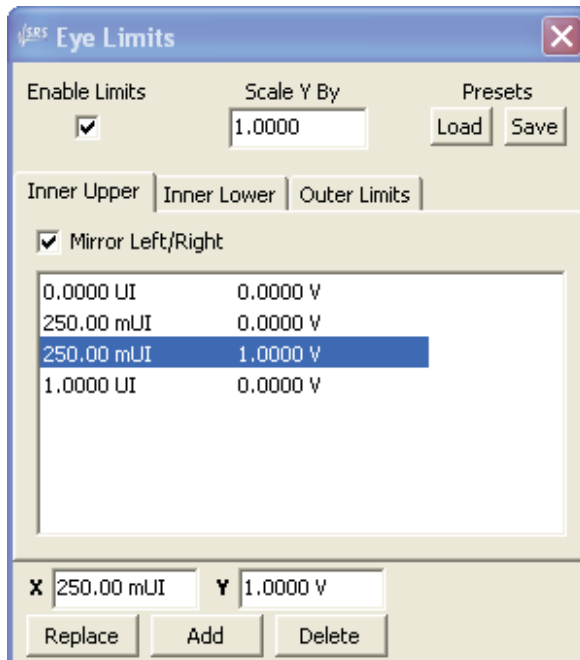 SRS Eye Limits
Enable Limits Scale Y By Presets
1.0000 Load Save
Inner Upper Inner Lower Outer Limits
Mirror Left/Right
0.0000 UI 0.0000 V
250.00 mUI 0.0000 V
250.00 mUI 1.0000 V
1.0000 UI 0.0000 V
X 250.00 mUI Y 1.0000 V
Replace Add Delete